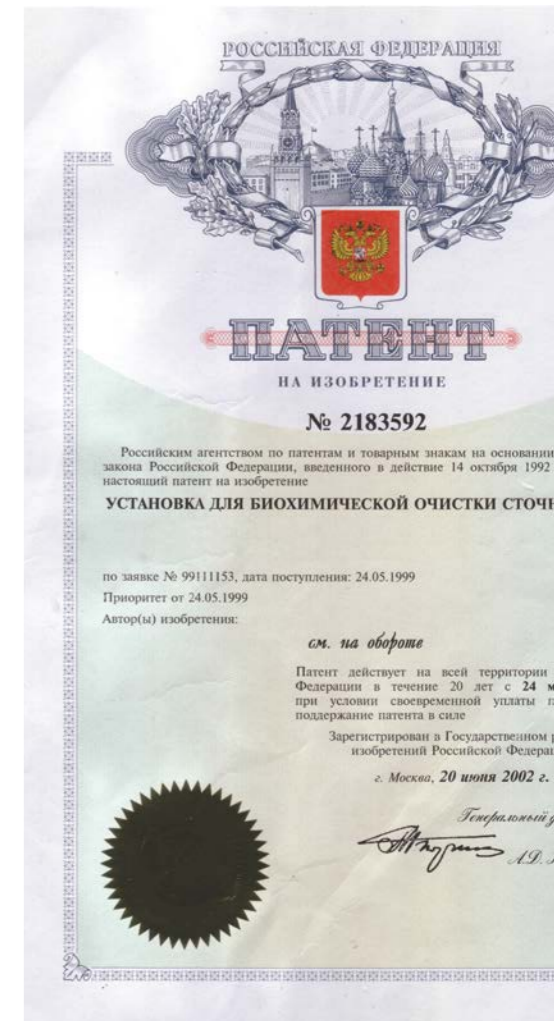 РОССИЙСКАЯ ФЕДЕРАЦИЯ
ПАТЕНТ
НА ИЗОБРЕТЕНИЕ
№ 2183592
Российским агентством по патентам и товарным знакам на основании
закона Российской Федерации, введенного в действие 14 октября 1992
настоящий патент на изобретение
УСТАНОВКА ДЛЯ БИОХИМИЧЕСКОЙ ОЧИСТКИ
по заявке № 99111153, дата поступления: 24.05.1999
Приоритет от 24.05.1999
Автор(ы) изобретения:
см. на обороте
Патент действует на всей территории
Федерации в течение 20 лет с 24
при условии своевременной уплаты
поддержание патента в силе
Зарегистрирован в Государственном
изобретений Российской
г. Москва, 20 июня 2002 г.
Генеральный
А.Д.